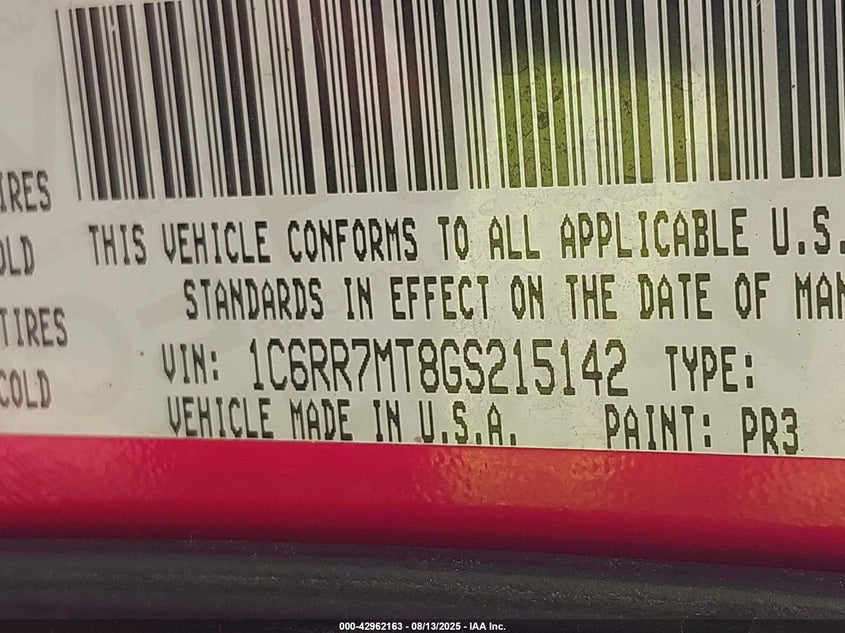 IRES
OLD
THIS VEHICLE CONFORMS TO ALL APPLICABLE U.S.
STANDARDS IN EFFECT ON THE DATE OF MAN
TIRES
VIN: 1C6RR7MT8GS215142 TYPE:
COLD
VEHICLE MADE IN U.S.A. PAINT: PR3
000-42962163 - 08/13/2025 - IAA Inc.